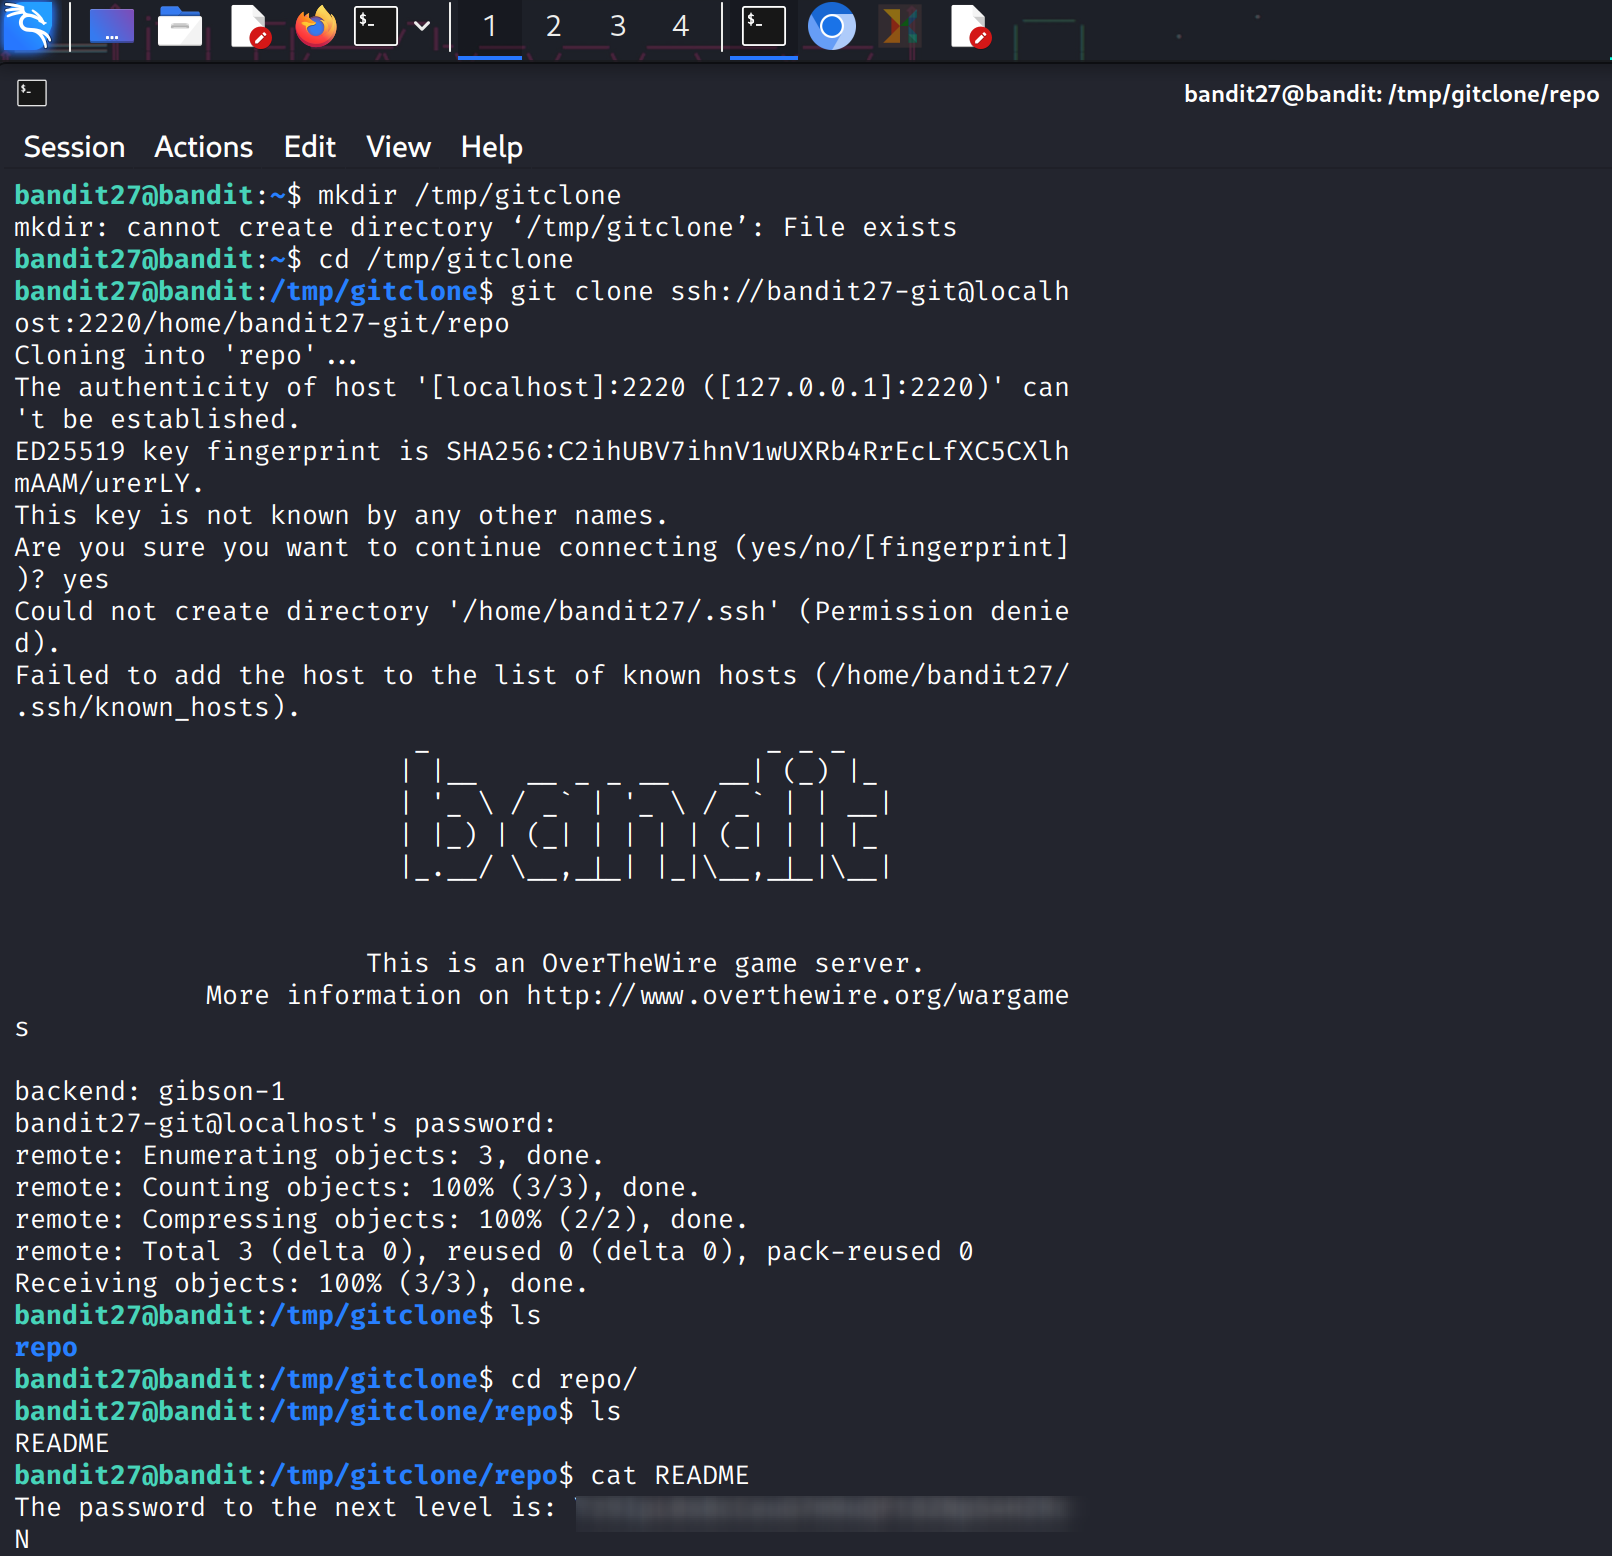 1 2 3 4
bandit27@bandit: /tmp/gitclone/repo
Session Actions Edit View Help
bandit27@bandit:~$ mkdir /tmp/gitclone
mkdir: cannot create directory ‘/tmp/gitclone’: File exists
bandit27@bandit:~$ cd /tmp/gitclone
bandit27@bandit:/tmp/gitclone$ git clone ssh://bandit27-git@localh
ost:2220/home/bandit27-git/repo
Cloning into 'repo'...
The authenticity of host '[localhost]:2220 ([127.0.0.1]:2220)' can
't be established.
ED25519 key fingerprint is SHA256:C2ihUBV7ihnV1wUXRb4RrEcLfXC5CXlh
mAAM/urerLY.
This key is not known by any other names.
Are you sure you want to continue connecting (yes/no/[fingerprint]
)? yes
Could not create directory '/home/bandit27/.ssh' (Permission denie
d).
Failed to add the host to the list of known hosts (/home/bandit27/
.ssh/known_hosts).
bandit
This is an OverTheWire game server.
More information on http://www.overthewire.org/wargame
s
backend: gibson-1
bandit27-git@localhost's password:
remote: Enumerating objects: 3, done.
remote: Counting objects: 100% (3/3), done.
remote: Compressing objects: 100% (2/2), done.
remote: Total 3 (delta 0), reused 0 (delta 0), pack-reused 0
Receiving objects: 100% (3/3), done.
bandit27@bandit:/tmp/gitclone$ ls
repo
bandit27@bandit:/tmp/gitclone$ cd repo/
bandit27@bandit:/tmp/gitclone/repo$ ls
README
bandit27@bandit:/tmp/gitclone/repo$ cat README
The password to the next level is:
N